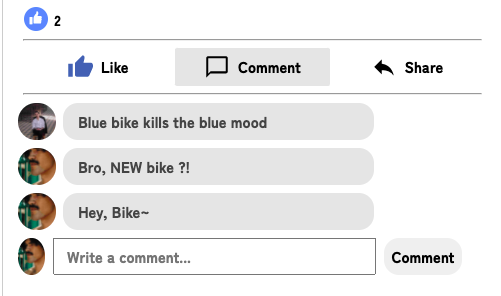 2
Like Comment Share
Blue bike kills the blue mood
Bro, NEW bike ?!
Hey, Bike~
Write a comment... Comment